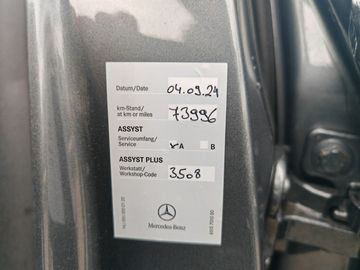 Datum/Date 04.09.24
km-Stand/
at km or miles 73996
ASSYST
Serviceumfang/
Service xA B
ASSYST PLUS
Werkstatt/
Workshop-Code 3508
Mercedes-Benz